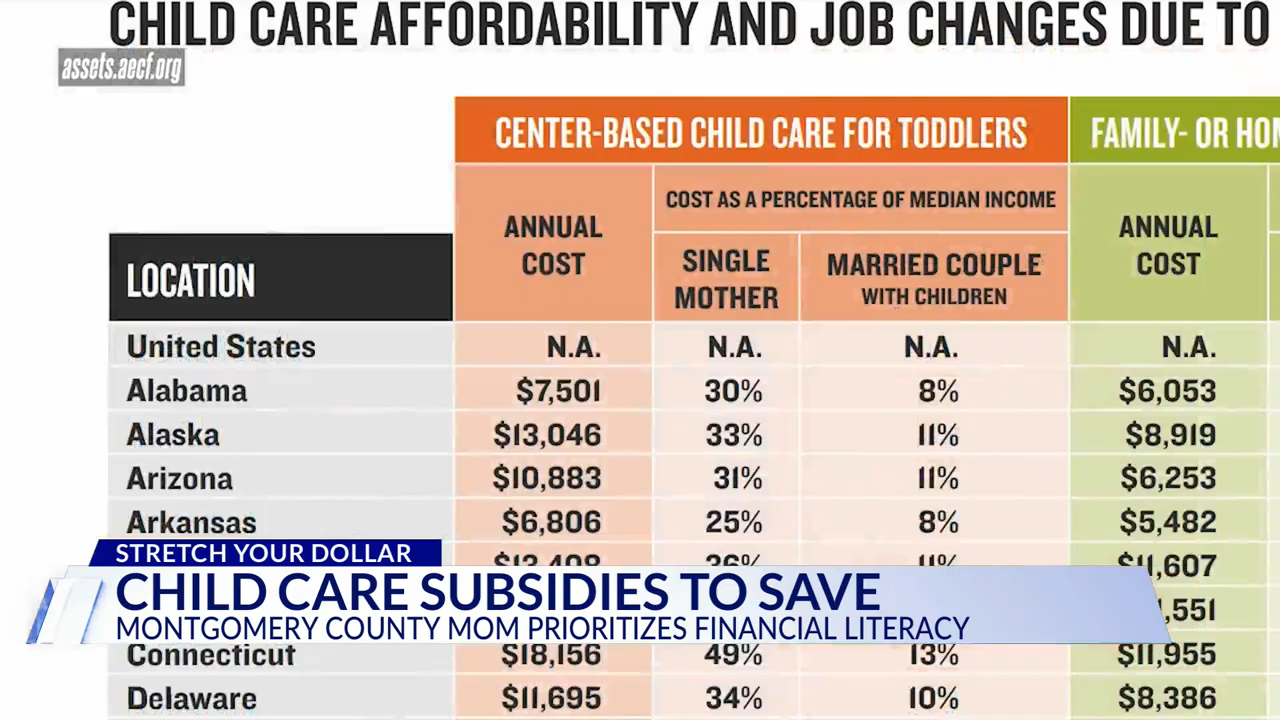 CHILD CARE AFFORDABILITY AND JOB CHANGES DUE TO
assets.aecf.org
CENTER-BASED CHILD CARE FOR TODDLERS
FAMILY- OR
ANNUAL COST
COST AS A PERCENTAGE OF MEDIAN INCOME
SINGLE MOTHER
MARRIED COUPLE WITH CHILDREN
ANNUAL COST
LOCATION
United States N.A. N.A. N.A. N.A.
Alabama $7,501 30% 8% $6,053
Alaska $13,046 33% 11% $8,919
Arizona $10,883 31% 11% $6,253
Arkansas $6,806 25% 8% $5,482
STRETCH YOUR DOLLAR
CHILD CARE SUBSIDIES TO SAVE
MONTGOMERY COUNTY MOM PRIORITIZES FINANCIAL LITERACY
Connecticut $18,156 49% 13% $11,955
Delaware $11,695 34% 10% $8,386